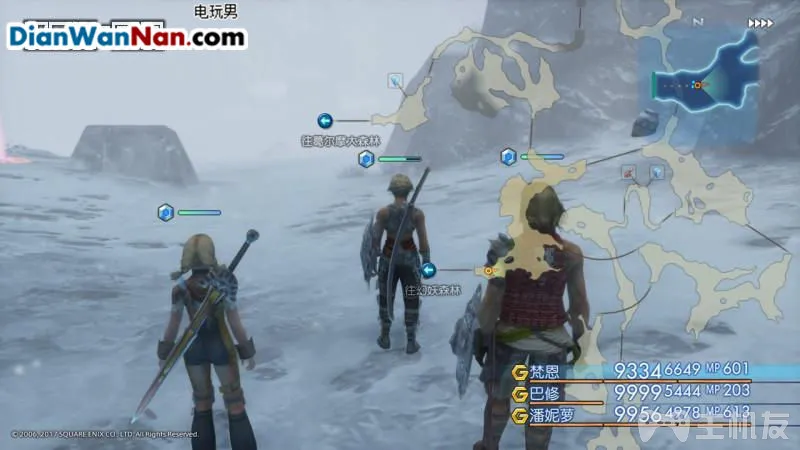 电玩男
DianWanNan.com
N
往葛尔摩大森林
往幻妖森林
梵恩 9334 6649 MP 601
巴修 9999 5444 MP 203
潘妮萝 9956 4978 MP 613
主机友
© 2006, 2017 SQUARE ENIX CO., LTD. All Rights Reserved.